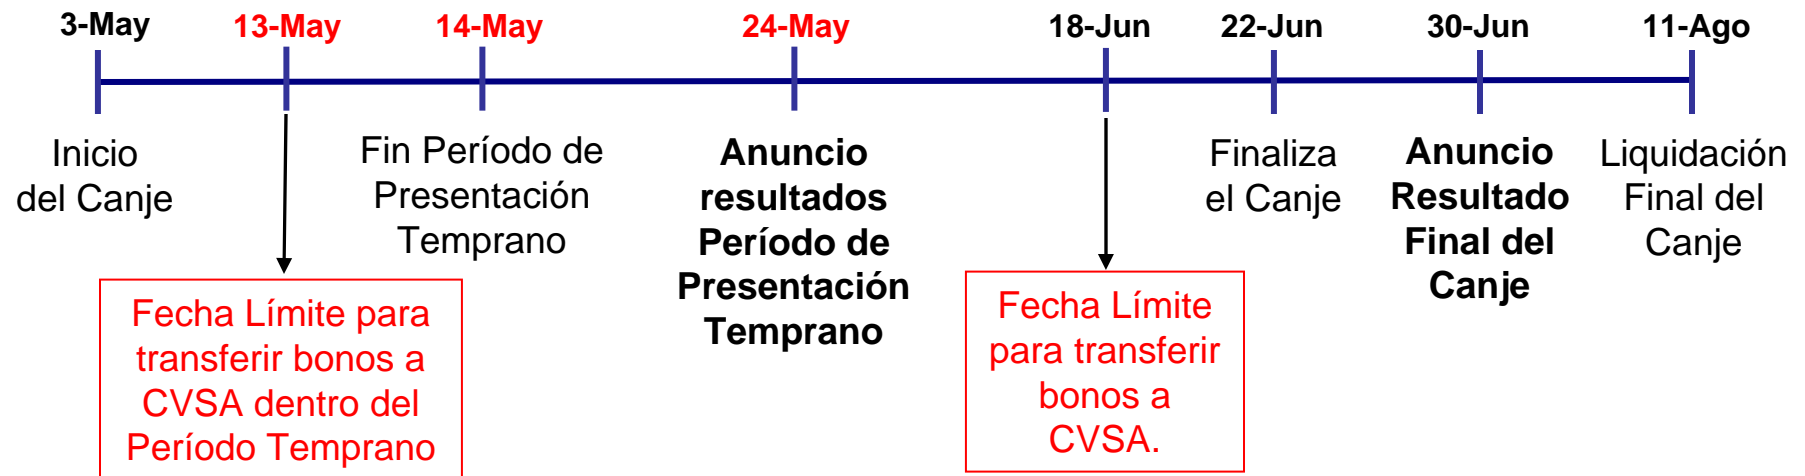 3-May
13-May
14-May
24-May
18-Jun
22-Jun
30-Jun
11-Ago
Inicio
del Canje
Fin Período de
Presentación
Temprano
Anuncio
resultados
Período de
Presentación
Temprano
Finaliza
el Canje
Anuncio
Resultado
Final del
Canje
Liquidación
Final del
Canje
Fecha Límite para
transferir bonos a
CVSA dentro del
Período Temprano
Fecha Límite
para transferir
bonos a
CVSA.